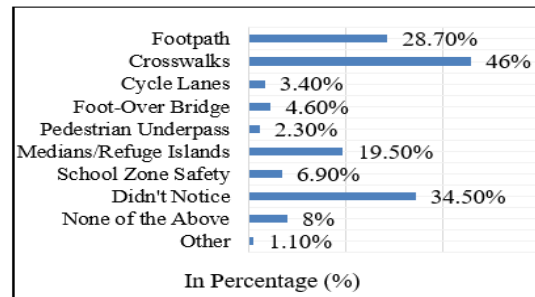 Footpath 28.70%
Crosswalks 46%
Cycle Lanes 3.40%
Foot-Over Bridge 4.60%
Pedestrian Underpass 2.30%
Medians/Refuge Islands 19.50%
School Zone Safety 6.90%
Didn't Notice 34.50%
None of the Above 8%
Other 1.10%
In Percentage (%)